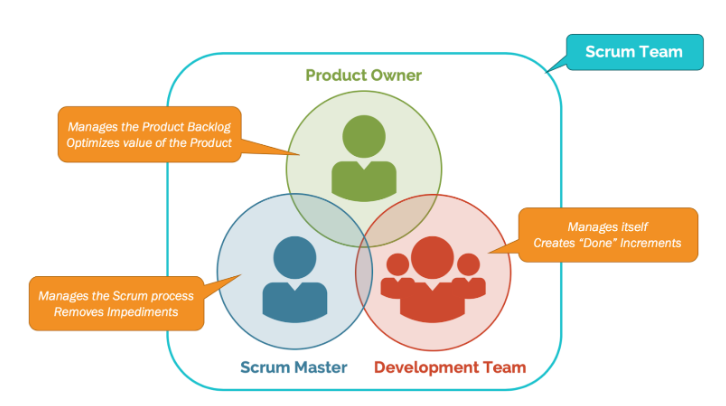 Scrum Team
Product Owner
Manages the Product Backlog
Optimizes value of the Product
Manages itself
Creates “Done” Increments
Manages the Scrum process
Removes Impediments
Scrum Master
Development Team